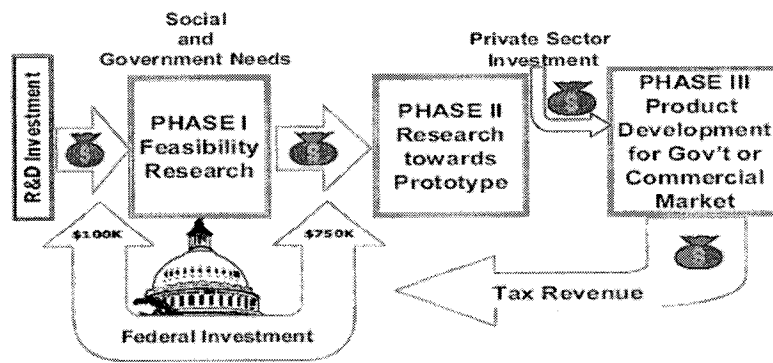 Social
and
Government Needs
Private Sector
Investment
R&D Investment
$
PHASE I
Feasibility
Research
$
PHASE II
Research
towards
Prototype
$
PHASE III
Product
Development
for Gov't or
Commercial
Market
$100K
$750K
$
Tax Revenue
Federal Investment